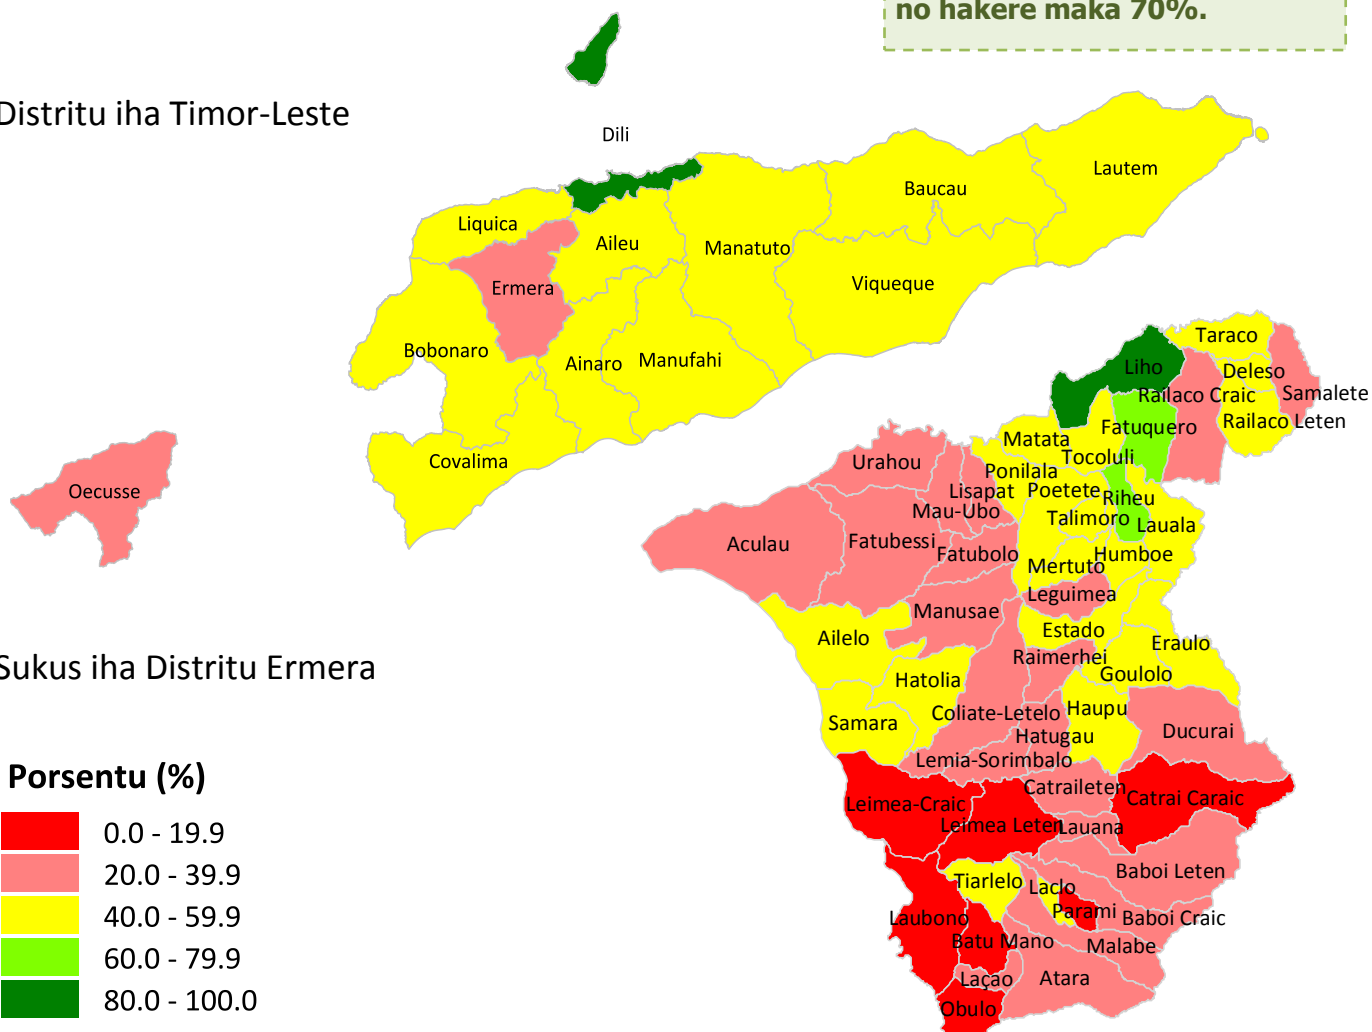 no hakere maka 70%.
Distritu iha Timor-Leste
Dili
Lautem
Baucau
Liquica
Aileu
Manatuto
Viqueque
Ermera
Bobonaro
Ainaro
Manufahi
Covalima
Oecusse
Taraco
Liho
Deleso
Railaco Craic
Samalete
Fatuquero
Railaco Leten
Matata
Tocoluli
Urahou
Ponilala
Lisapat
Poetete
Riheu
Mau-Ubo
Talimoro
Lauala
Aculau
Fatubessi
Fatubolo
Humboe
Mertuto
Leguimea
Manusae
Ailelo
Estado
Eraulo
Raimerhei
Sukus iha Distritu Ermera
Goulolo
Hatolia
Haupu
Coliate-Letelo
Samara
Hatugau
Ducurai
Lemia-Sorimbalo
Porsentu (%)
Catraileten
Catrai Caraic
Leimea-Craic
Leimea Leten
Lauana
0.0 - 19.9
20.0 - 39.9
Baboi Leten
Tiarlelo
Laclo
40.0 - 59.9
Parami
Baboi Craic
Laubono
Batu Mano
Malabe
60.0 - 79.9
Laçao
Atara
80.0 - 100.0
Obulo